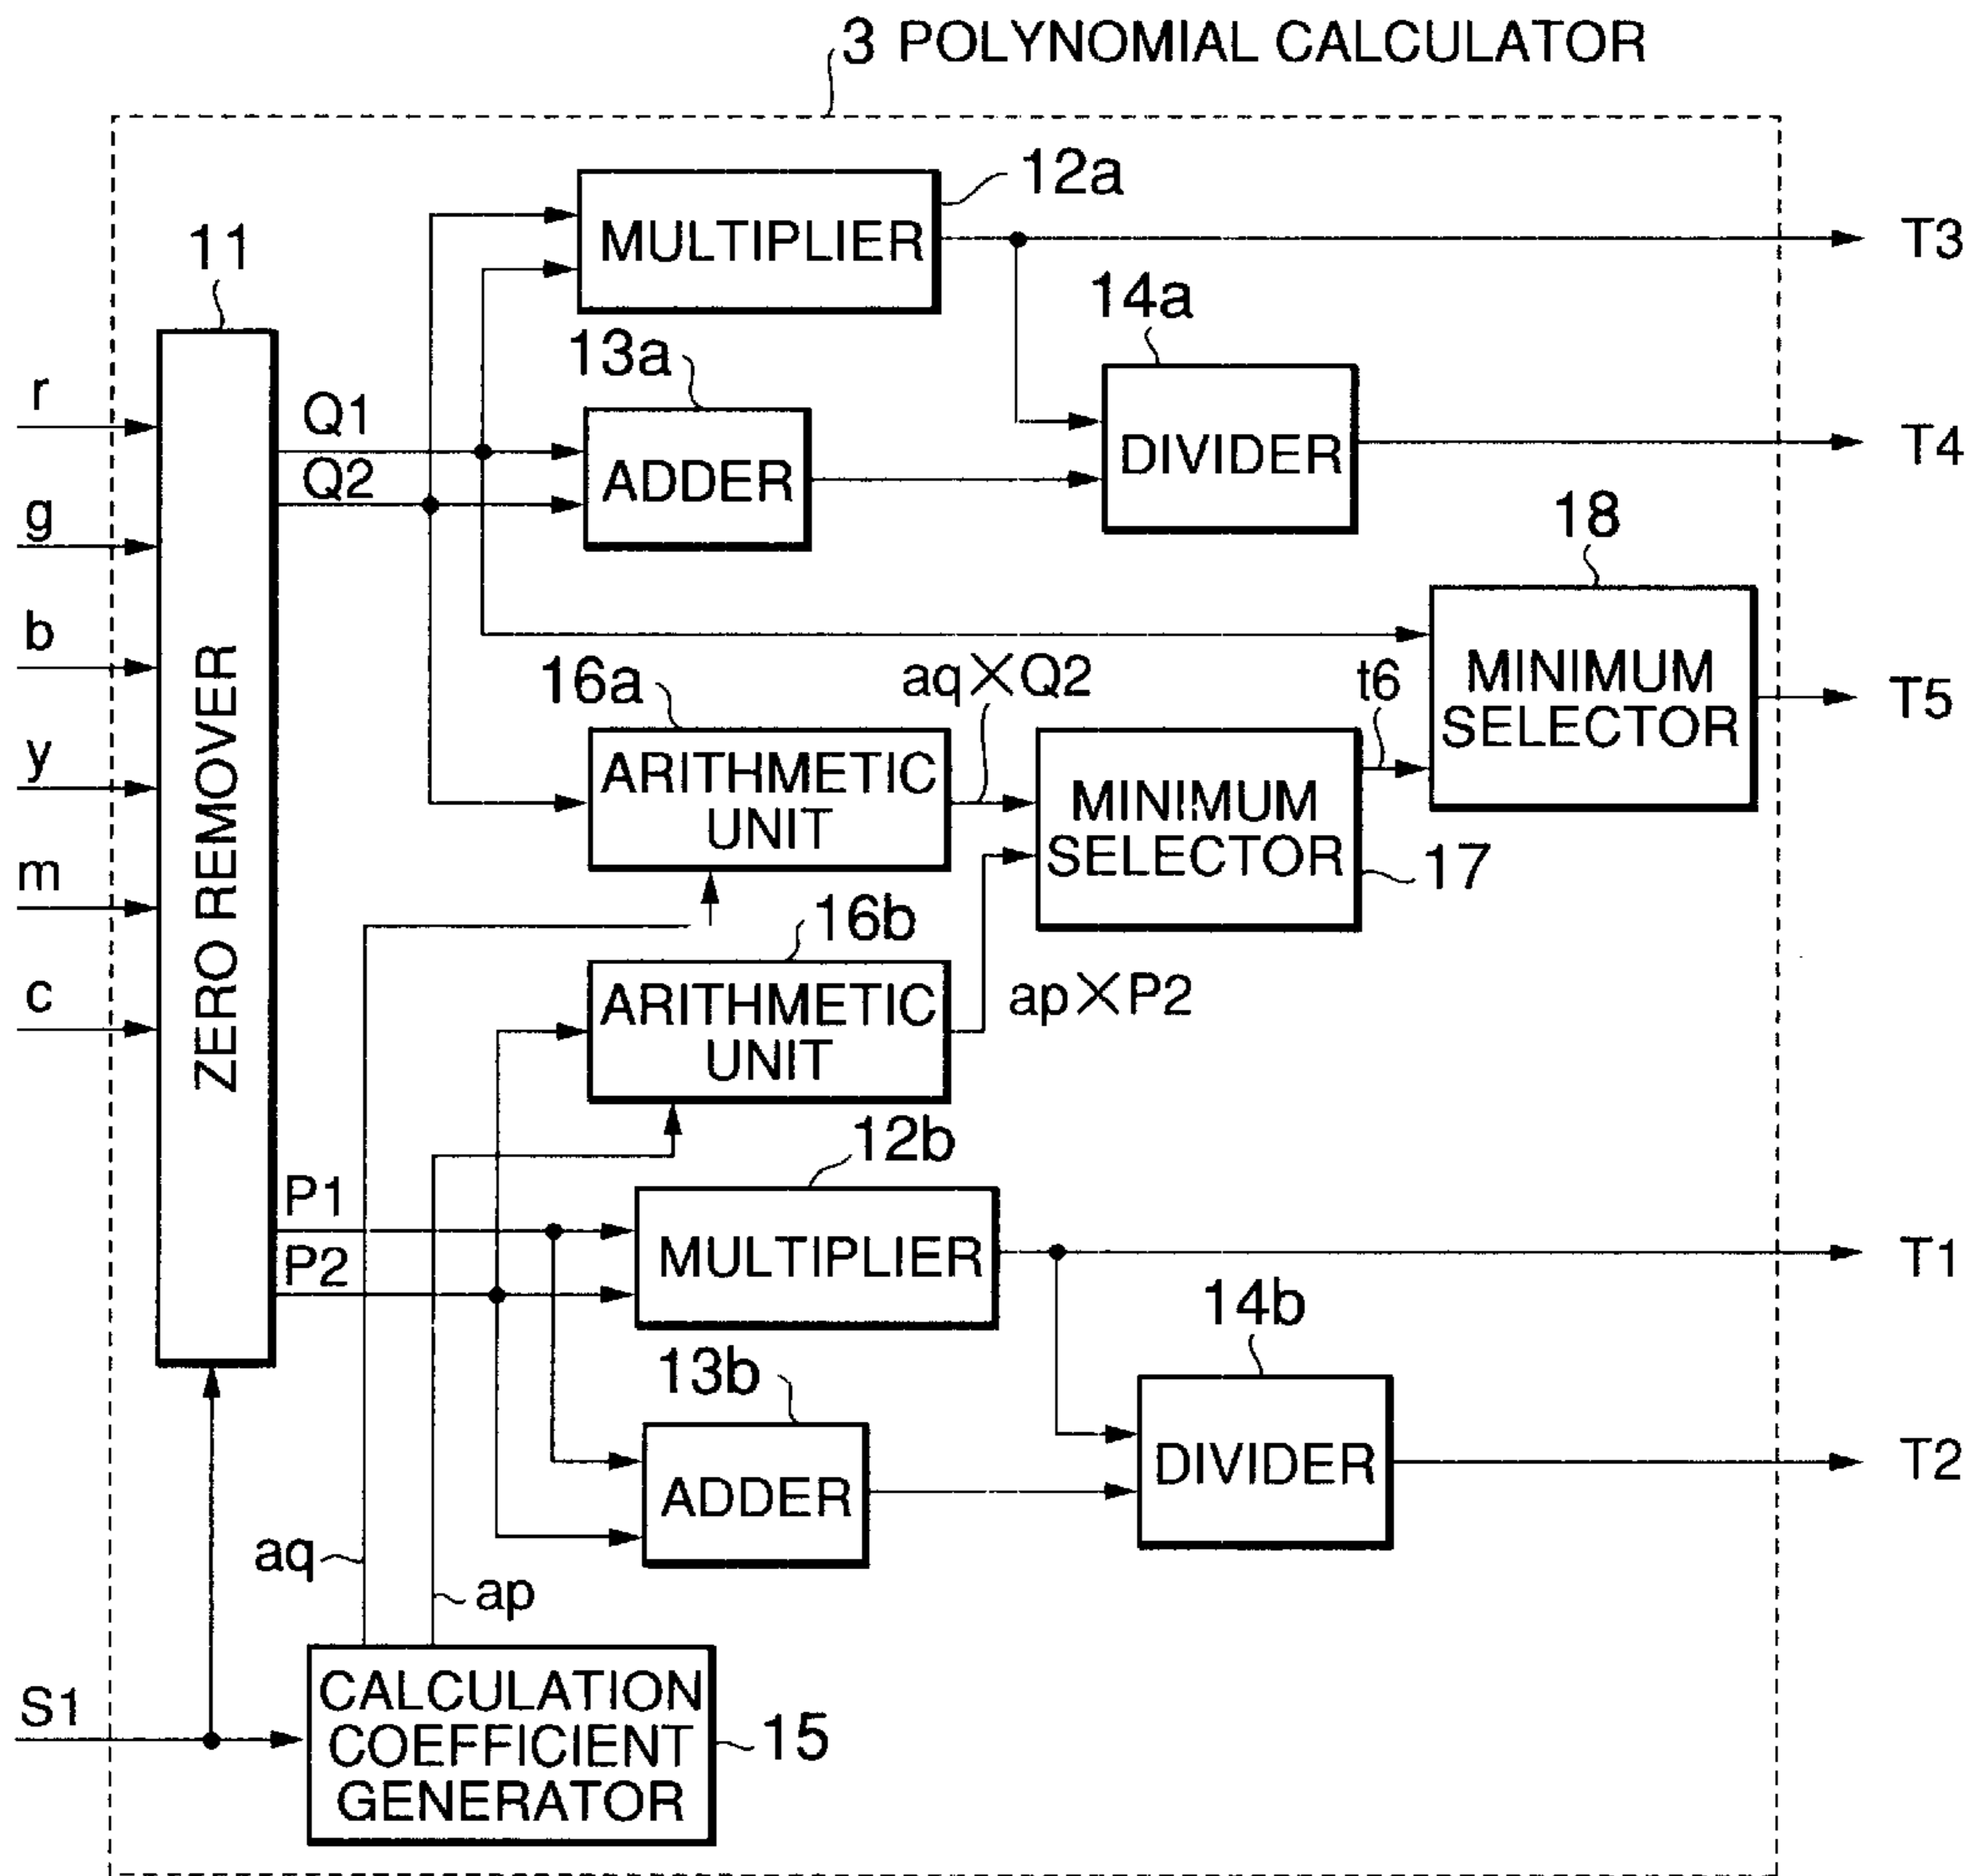 3 POLYNOMIAL CALCULATOR
12a
MULTIPLIER
T3
11
14a
13a
r
Q1
ADDER
DIVIDER
T4
Q2
g
18
b
ZERO REMOVER
16a
aq×Q2
t6
MINIMUM
SELECTOR
T5
y
ARITHMETIC
UNIT
MINIMUM
SELECTOR
17
m
16b
c
ARITHMETIC
UNIT
ap×P2
12b
P1
MULTIPLIER
T1
P2
14b
13b
DIVIDER
T2
ADDER
aq
ap
S1
CALCULATION
COEFFICIENT
GENERATOR
15